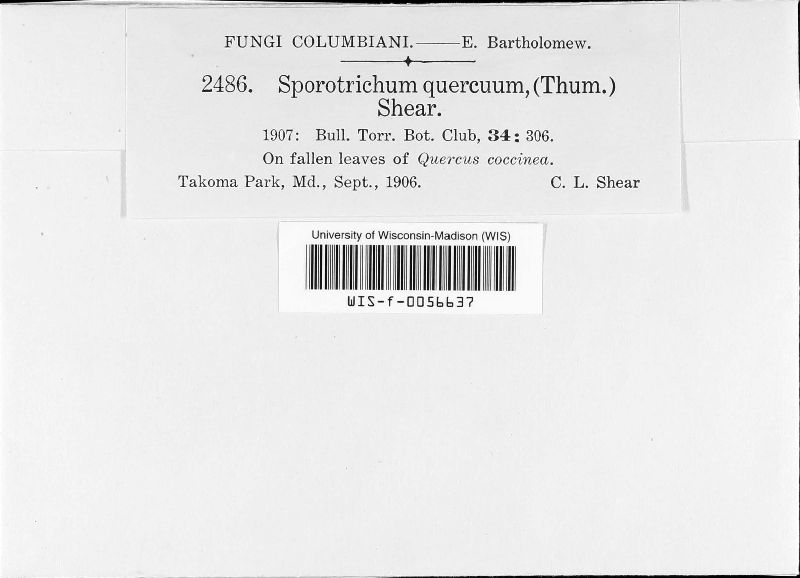 FUNGI COLUMBIANI.——E. Bartholomew.
2486. Sporotrichum quercuum, (Thum.)
Shear.
1907: Bull. Torr. Bot. Club, 34: 306.
On fallen leaves of Quercus coccinea.
Takoma Park, Md., Sept., 1906. C. L. Shear
University of Wisconsin-Madison (WIS)
WIS-f-0056637